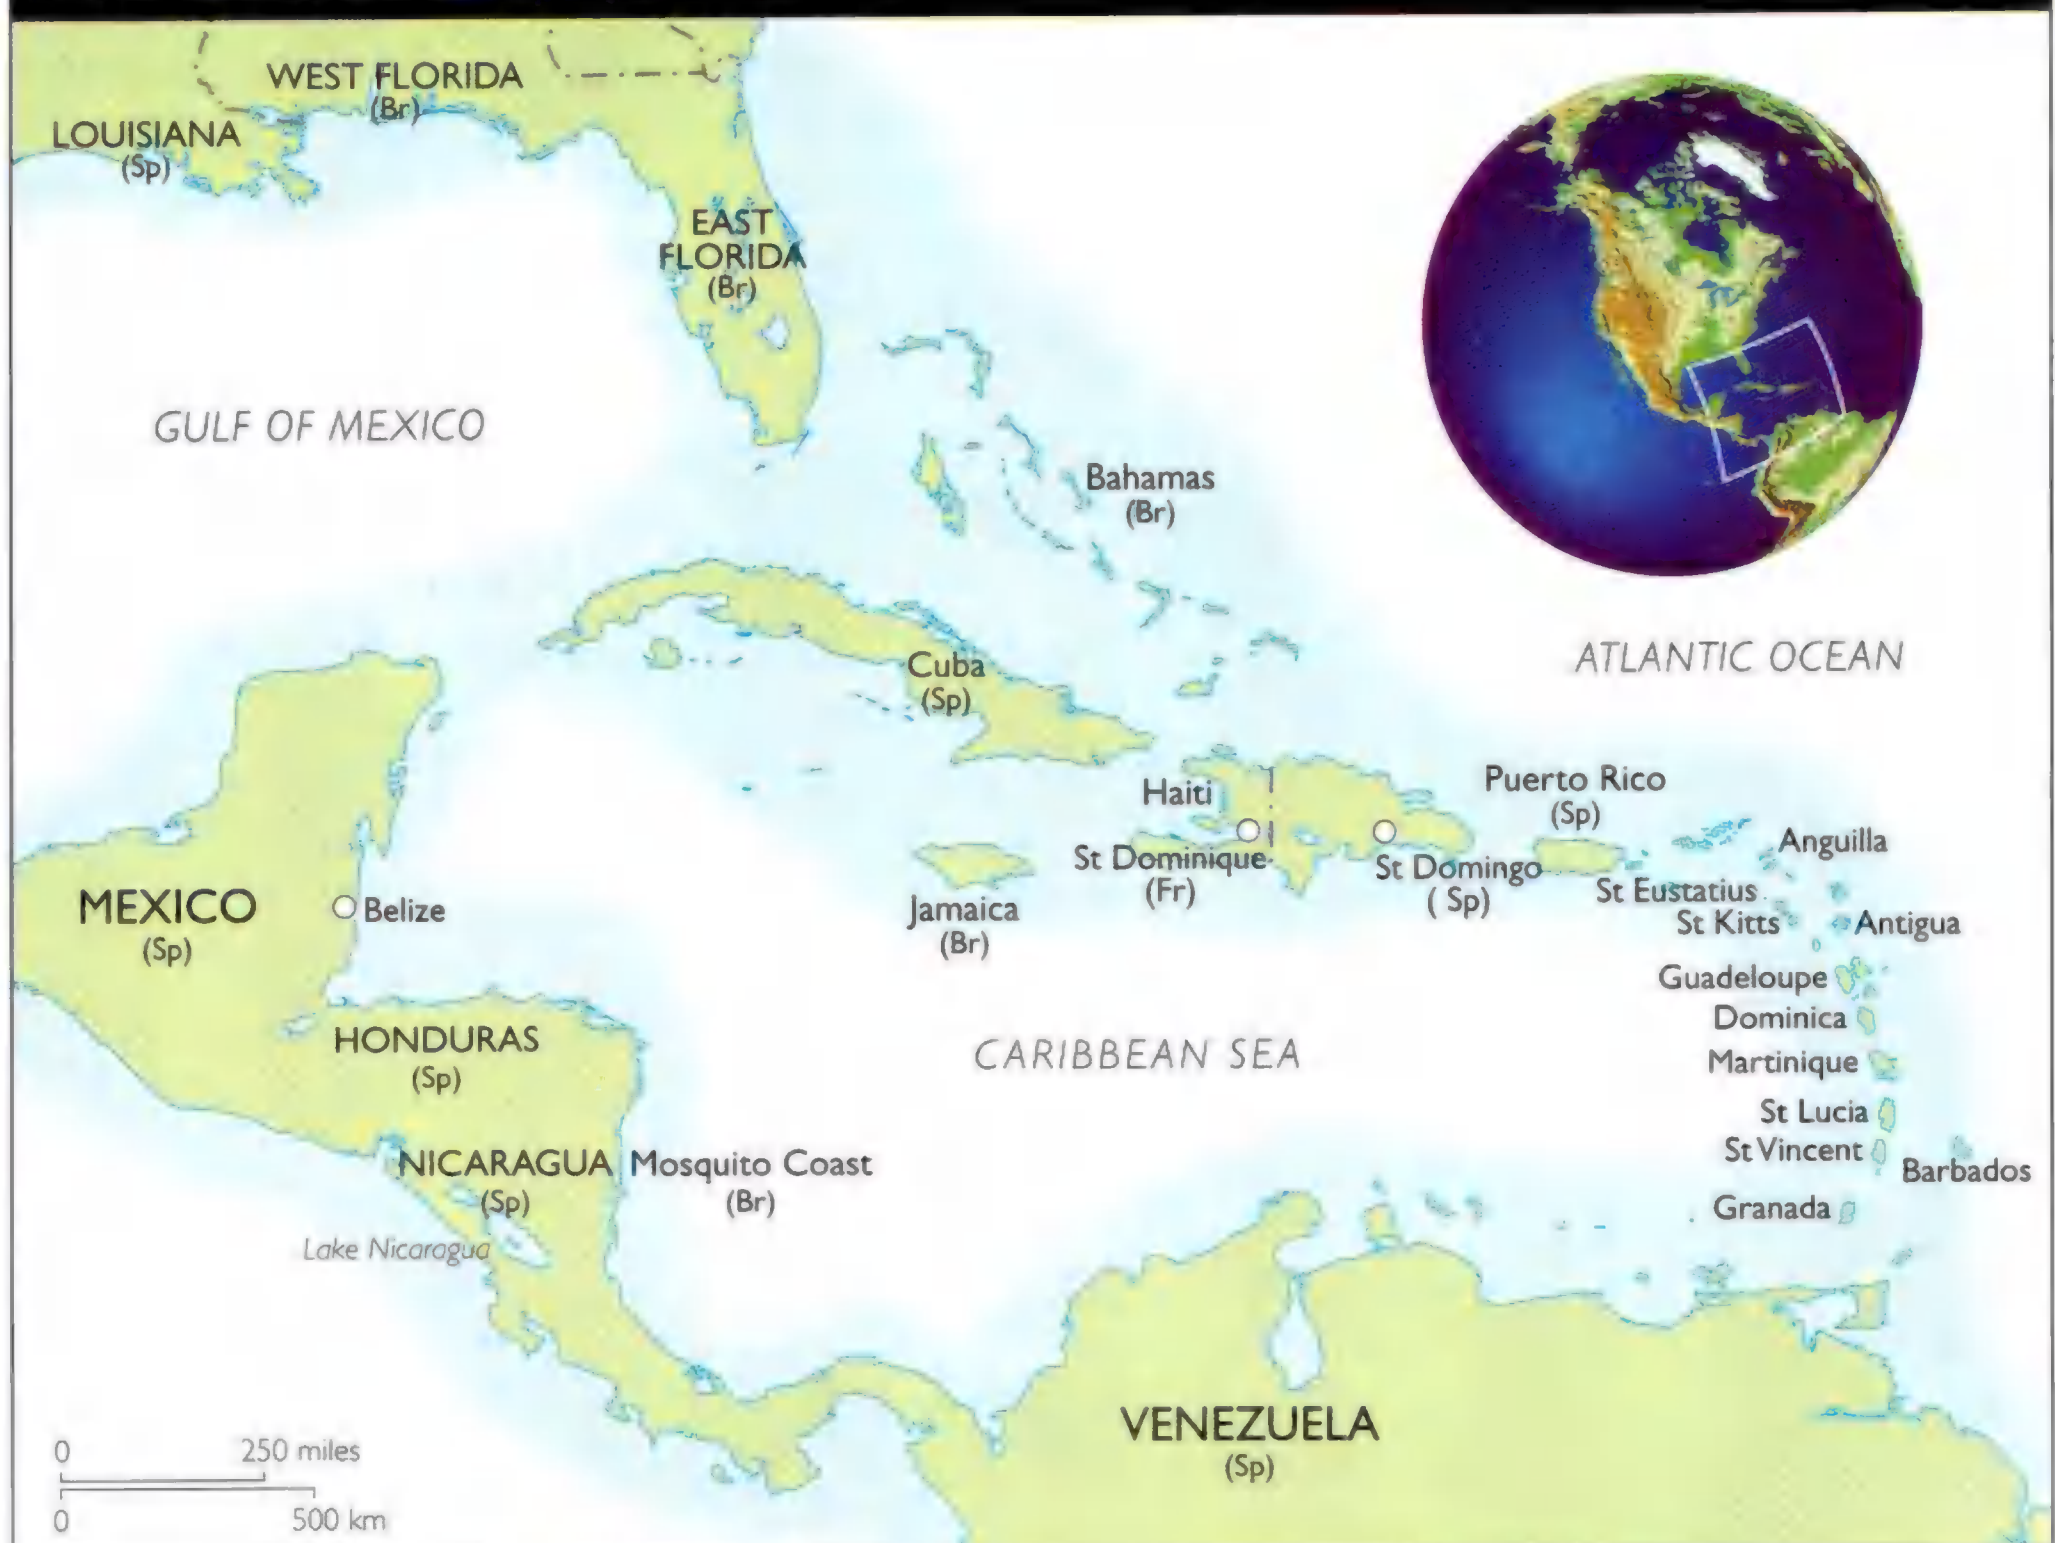 WEST FLORIDA
(Br)
LOUISIANA
(Sp)
EAST
FLORIDA
(Br)
GULF OF MEXICO
Bahamas
(Br)
ATLANTIC OCEAN
Cuba
(Sp)
Haiti
Puerto Rico
(Sp)
Anguilla
St Dominique
(Fr)
St Domingo
( Sp)
St Eustatius
St Kitts
Antigua
MEXICO
(Sp)
Belize
Jamaica
(Br)
Guadeloupe
Dominica
HONDURAS
(Sp)
CARIBBEAN SEA
Martinique
St Lucia
St Vincent
Barbados
NICARAGUA
(Sp)
Mosquito Coast
(Br)
Granada
Lake Nicaragua
VENEZUELA
(Sp)
0 250 miles
0 500 km